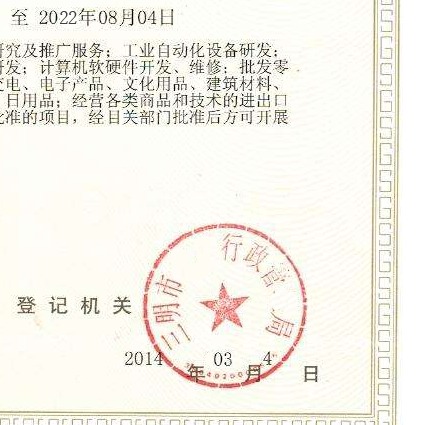 至 2022年08月04日
研究及推广服务；工业自动化设备研发；
开发；计算机软硬件开发、维修；批发零
交电、电子产品、文化用品、建筑材料、
日用品；经营各类商品和技术的进出口
批准的项目，经目关部门批准后方可开展
三明市 行政管 局
登记机关
2014 年 03 月 4 日